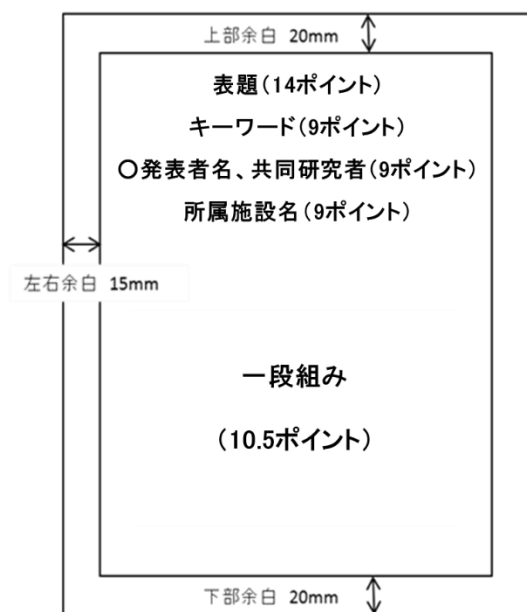 上部余白 20mm
表題(14ポイント)
キーワード(9ポイント)
〇発表者名、共同研究者(9ポイント)
所属施設名(9ポイント)
左右余白 15mm
一段組み
(10.5ポイント)
下部余白 20mm